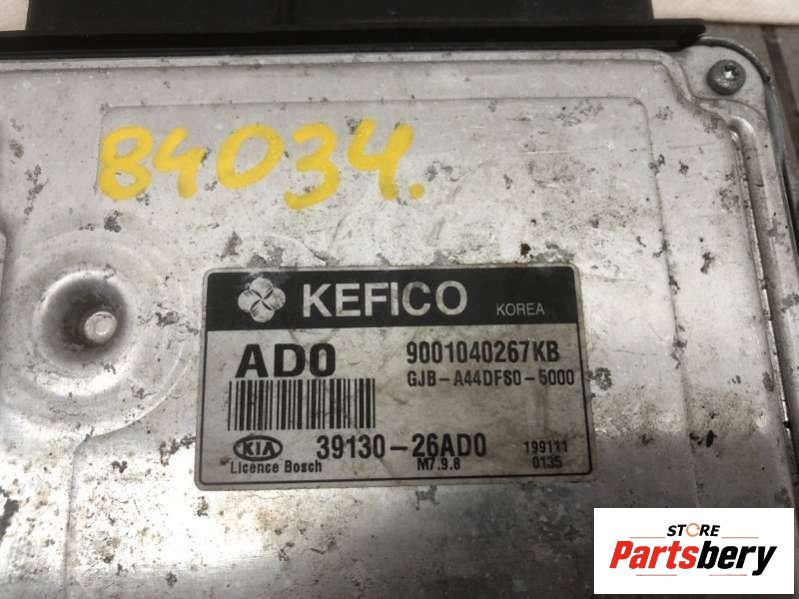 84034.
KEFICO KOREA
AD0 9001040267KB
GJB-A44DFS0-5000
KIA 39130-26AD0 199111
Licence Bosch M7.9.8 0135
STORE
Partsbery